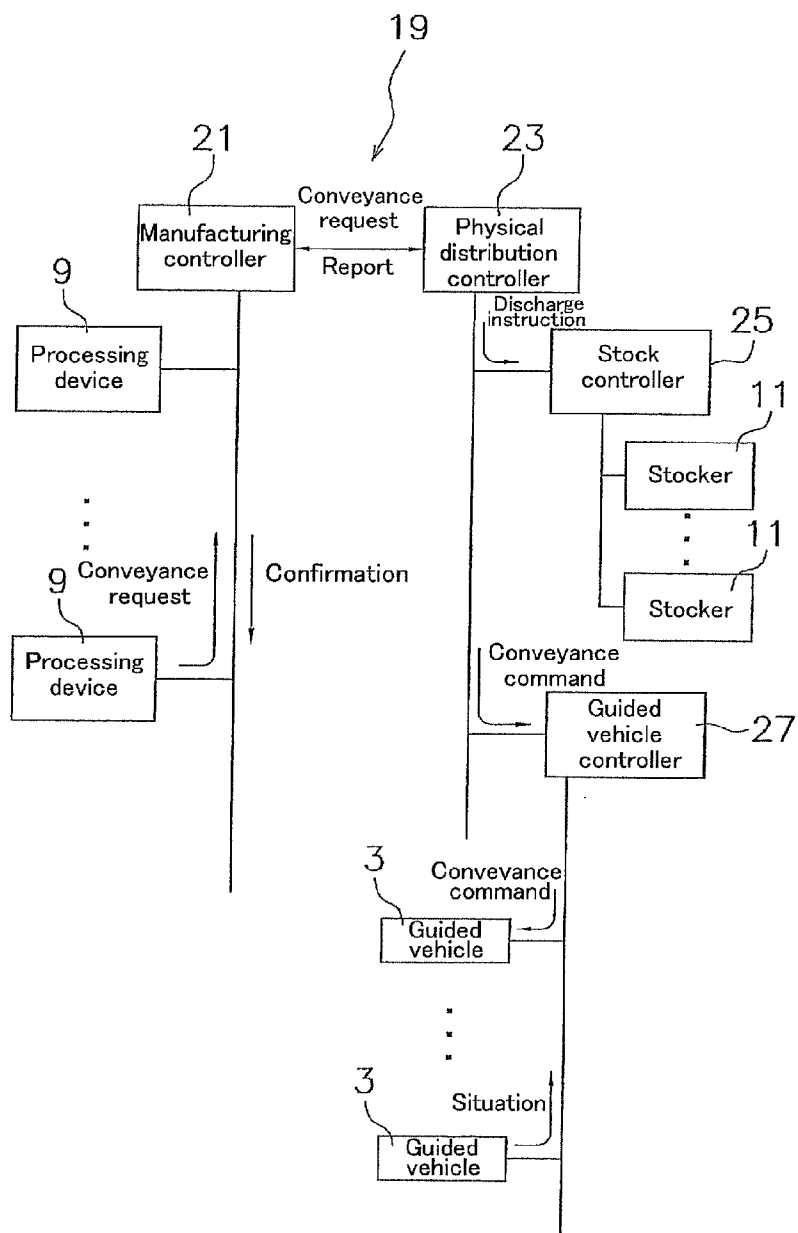 19
21
23
Manufacturing
controller
Conveyance
request
Report
Physical
distribution
controller
9
Processing
device
Discharge
instruction
25
Stock
controller
11
Stocker
11
Stocker
9
Conveyance
request
Confirmation
Processing
device
Conveyance
command
27
Guided
vehicle
controller
3
Conveyance
command
Guided
vehicle
3
Situation
Guided
vehicle